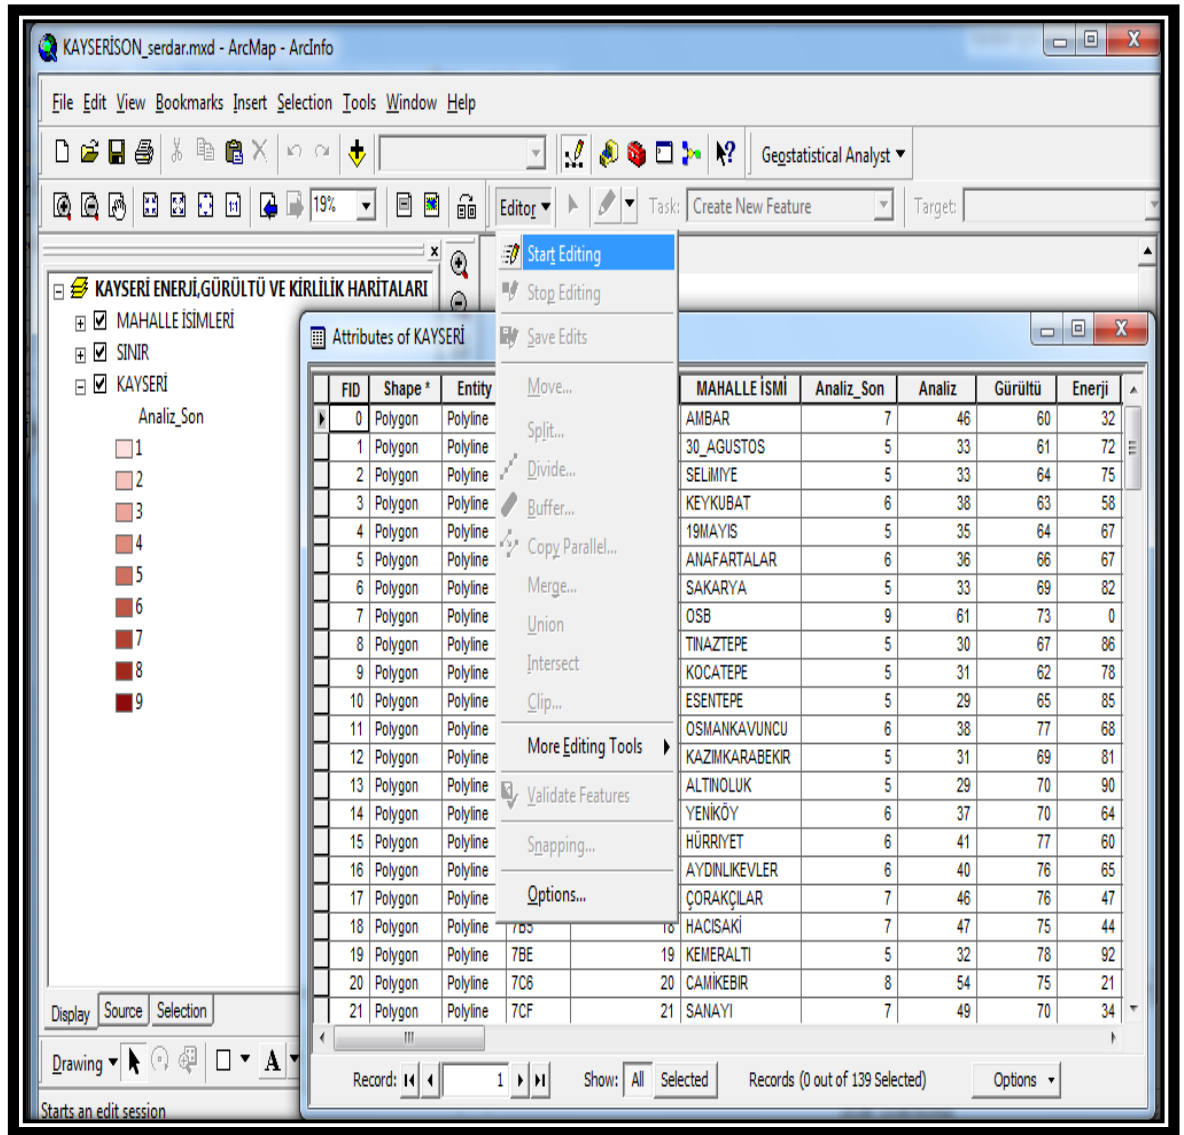 KAYSERİSON_serdar.mxd - ArcMap - ArcInfo
File Edit View Bookmarks Insert Selection Tools Window Help
Geostatistical Analyst
19% Editor Task: Create New Feature Target:
Start Editing
Stop Editing
Save Edits
Move...
Split...
Divide...
Buffer...
Copy Parallel...
Merge...
Union
Intersect
Clip...
More Editing Tools
Validate Features
Snapping...
Options...
KAYSERİ ENERJİ,GÜRÜLTÜ VE KİRLİLİK HARİTALARI
MAHALLE İSİMLERİ
SINIR
KAYSERİ
Analiz_Son
1
2
3
4
5
6
7
8
9
Display Source Selection
Drawing A
Starts an edit session
Attributes of KAYSERİ
FID Shape * Entity MAHALLE İSMİ Analiz_Son Analiz Gürültü Enerji
0 Polygon Polyline AMBAR 7 46 60 32
1 Polygon Polyline 30_AGUSTOS 5 33 61 72
2 Polygon Polyline SELiMIYE 5 33 64 75
3 Polygon Polyline KEYKUBAT 6 38 63 58
4 Polygon Polyline 19MAYIS 5 35 64 67
5 Polygon Polyline ANAFARTALAR 6 36 66 67
6 Polygon Polyline SAKARYA 5 33 69 82
7 Polygon Polyline OSB 9 61 73 0
8 Polygon Polyline TINAZTEPE 5 30 67 86
9 Polygon Polyline KOCATEPE 5 31 62 78
10 Polygon Polyline ESENTEPE 5 29 65 85
11 Polygon Polyline OSMANKAVUNCU 6 38 77 68
12 Polygon Polyline KAZIMKARABEKIR 5 31 69 81
13 Polygon Polyline ALTINOLUK 5 29 70 90
14 Polygon Polyline YENİKÖY 6 37 70 64
15 Polygon Polyline HÜRRIYET 6 41 77 60
16 Polygon Polyline AYDINLIKEVLER 6 40 76 65
17 Polygon Polyline ÇORAKÇILAR 7 46 76 47
18 Polygon Polyline 7B5 18 HACISAKİ 7 47 75 44
19 Polygon Polyline 7BE 19 KEMERALTI 5 32 78 92
20 Polygon Polyline 7C6 20 CAMİKEBIR 8 54 75 21
21 Polygon Polyline 7CF 21 SANAYI 7 49 70 34
Record: 1 Show: All Selected Records (0 out of 139 Selected) Options